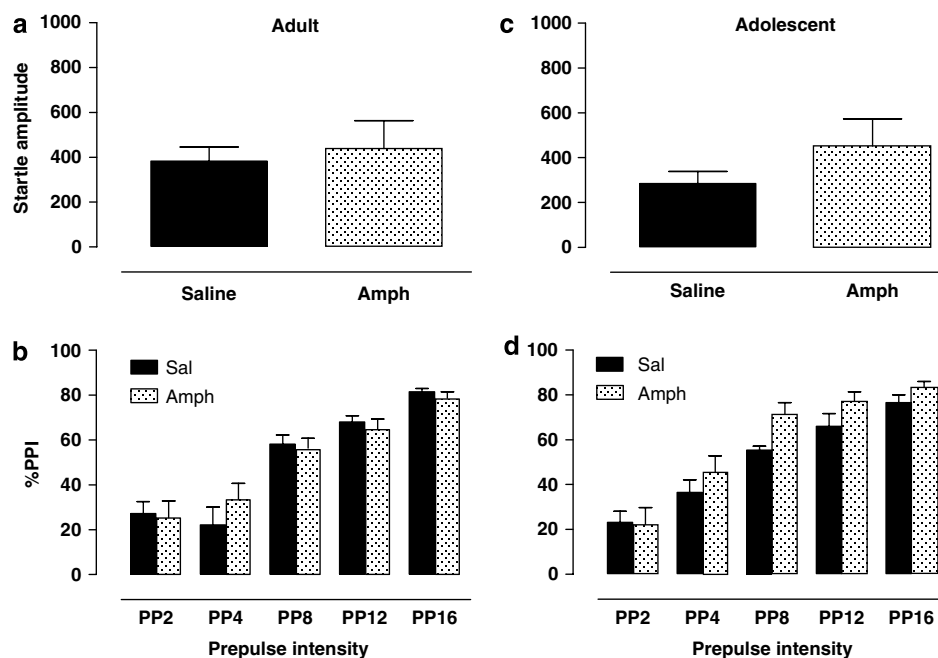 a
Adult
1000
800
600
400
200
0
Startle amplitude
Saline
Amph
c
Adolescent
1000
800
600
400
200
0
Saline
Amph
b
100
80
60
40
20
0
%PPI
Sal
Amph
PP2 PP4 PP8 PP12 PP16
Prepulse intensity
d
100
80
60
40
20
0
Sal
Amph
PP2 PP4 PP8 PP12 PP16
Prepulse intensity